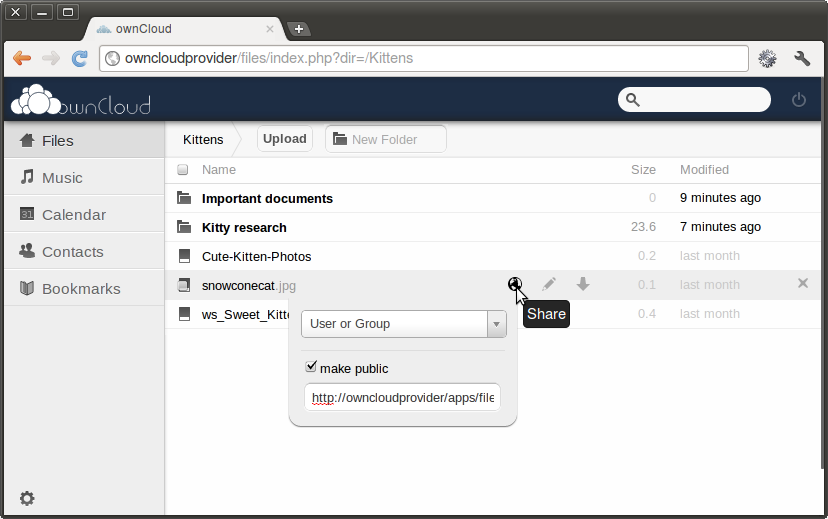 ownCloud
owncloudprovider/files/index.php?dir=/Kittens
ownCloud
Files
Kittens
Upload
New Folder
Music
Name
Size
Modified
Important documents
0
9 minutes ago
31
Calendar
Kitty research
23.6
7 minutes ago
Contacts
Cute-Kitten-Photos
0.2
last month
Bookmarks
snowconecat.jpg
0.1
last month
ws_Sweet_Kitt
0.4
last month
Share
User or Group
make public
http://owncloudprovider/apps/file